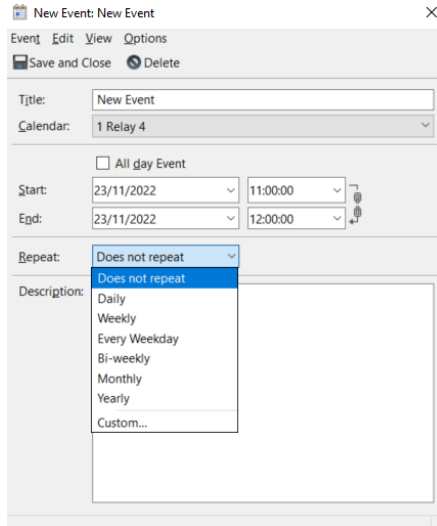 New Event: New Event
Event Edit View Options
Save and Close Delete
Title: New Event
Calendar: 1 Relay 4
All day Event
Start: 23/11/2022 11:00:00
End: 23/11/2022 12:00:00
Repeat: Does not repeat
Does not repeat
Description:
Daily
Weekly
Every Weekday
Bi-weekly
Monthly
Yearly
Custom...